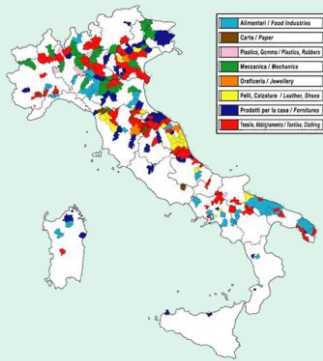 Alimentari / Food Industries
Carta / Paper
Plastica, Gomma / Plastics, Rubbers
Meccanica / Mechanics
Oreficeria / Jewellery
Pelli, Calzature / Leather, Shoes
Prodotti per la casa / Fornitures
Tessile, Abbigliamento / Textiles, Clothing